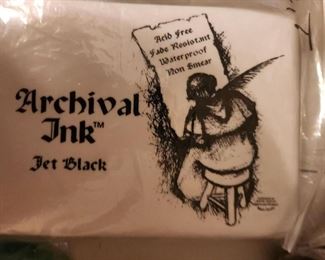 Acid Free
Fade Resistant
Waterproof
Non Smear
Archival
Ink™
Jet Black